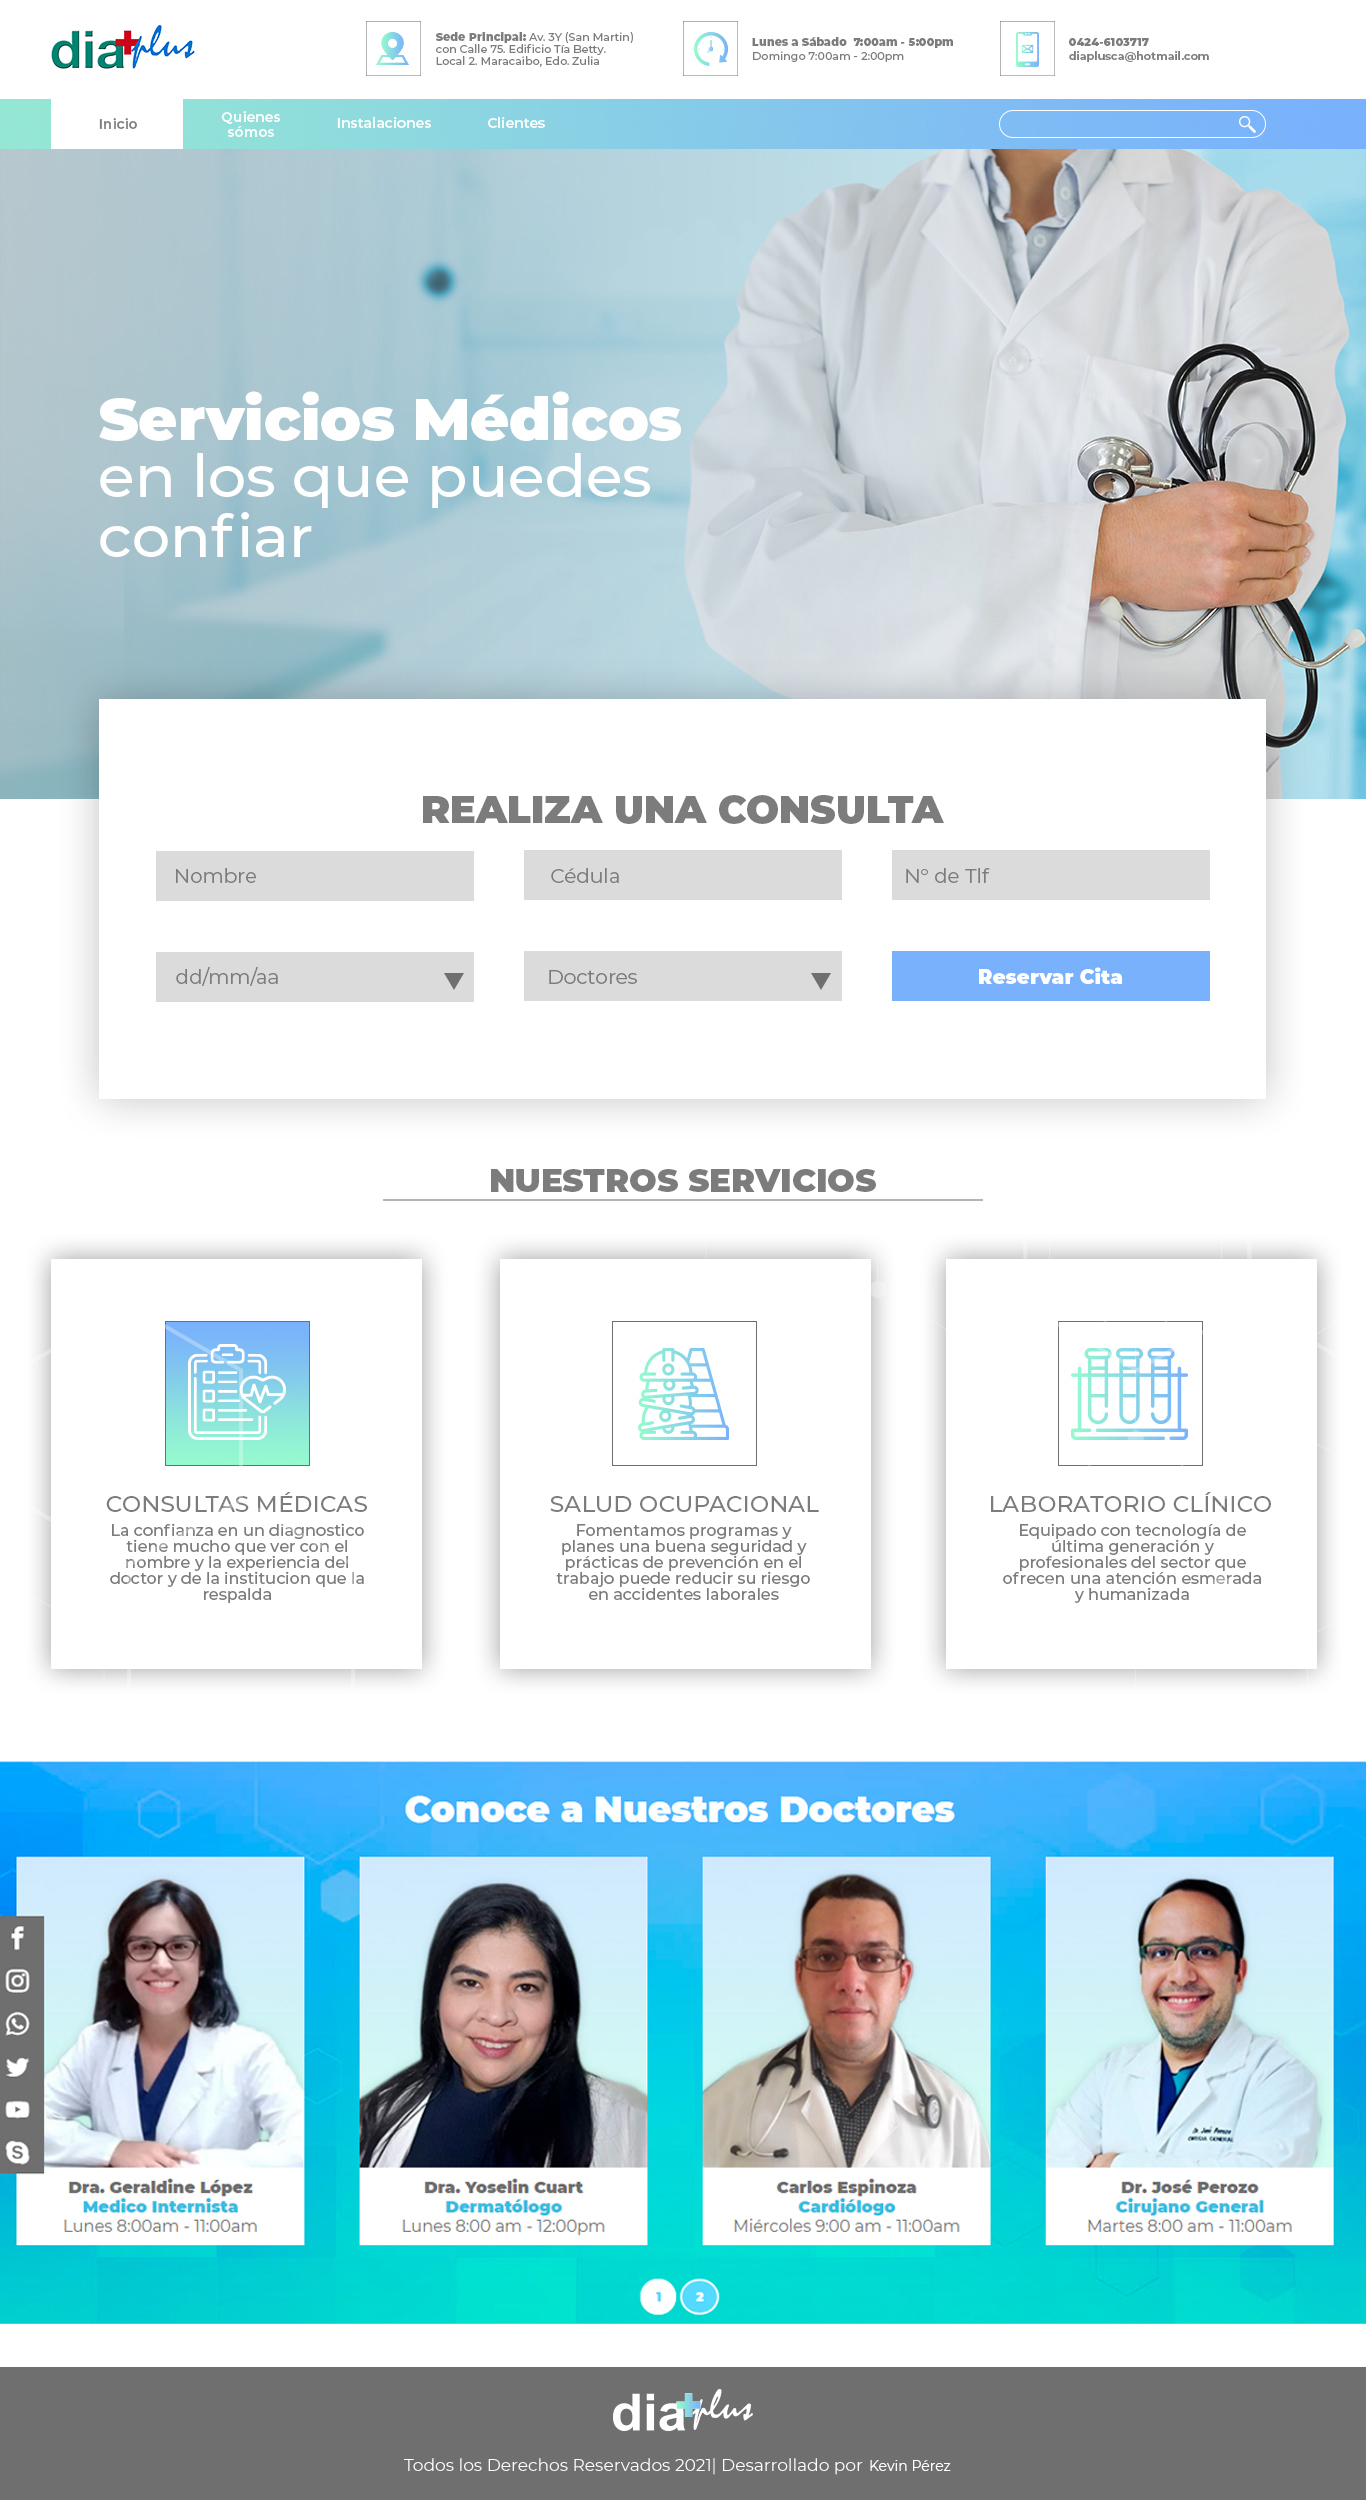 dia+plus
Sede Principal: Av. 3Y (San Martin)
con Calle 75. Edificio Tía Betty.
Local 2. Maracaibo, Edo. Zulia
Lunes a Sábado 7:00am - 5:00pm
Domingo 7:00am - 2:00pm
0424-6103717
diaplusca@hotmail.com
Inicio
Quienes
sómos
Instalaciones
Clientes
Servicios Médicos
en los que puedes
confiar
REALIZA UNA CONSULTA
Nombre
Cédula
N° de Tlf
dd/mm/aa
Doctores
Reservar Cita
NUESTROS SERVICIOS
CONSULTAS MÉDICAS
La confianza en un diagnostico
tiene mucho que ver con el
nombre y la experiencia del
doctor y de la institucion que la
respalda
SALUD OCUPACIONAL
Fomentamos programas y
planes una buena seguridad y
prácticas de prevención en el
trabajo puede reducir su riesgo
en accidentes laborales
LABORATORIO CLÍNICO
Equipado con tecnología de
última generación y
profesionales del sector que
ofrecen una atención esmerada
y humanizada
Conoce a Nuestros Doctores
Dr. José Perozo
CIRUGIA GENERAL
Dra. Geraldine López
Medico Internista
Lunes 8:00am - 11:00am
Dra. Yoselin Cuart
Dermatólogo
Lunes 8:00 am - 12:00pm
Carlos Espinoza
Cardiólogo
Miércoles 9:00 am - 11:00am
Dr. José Perozo
Cirujano General
Martes 8:00 am - 11:00am
1
2
dia+plus
Todos los Derechos Reservados 2021| Desarrollado por Kevin Pérez